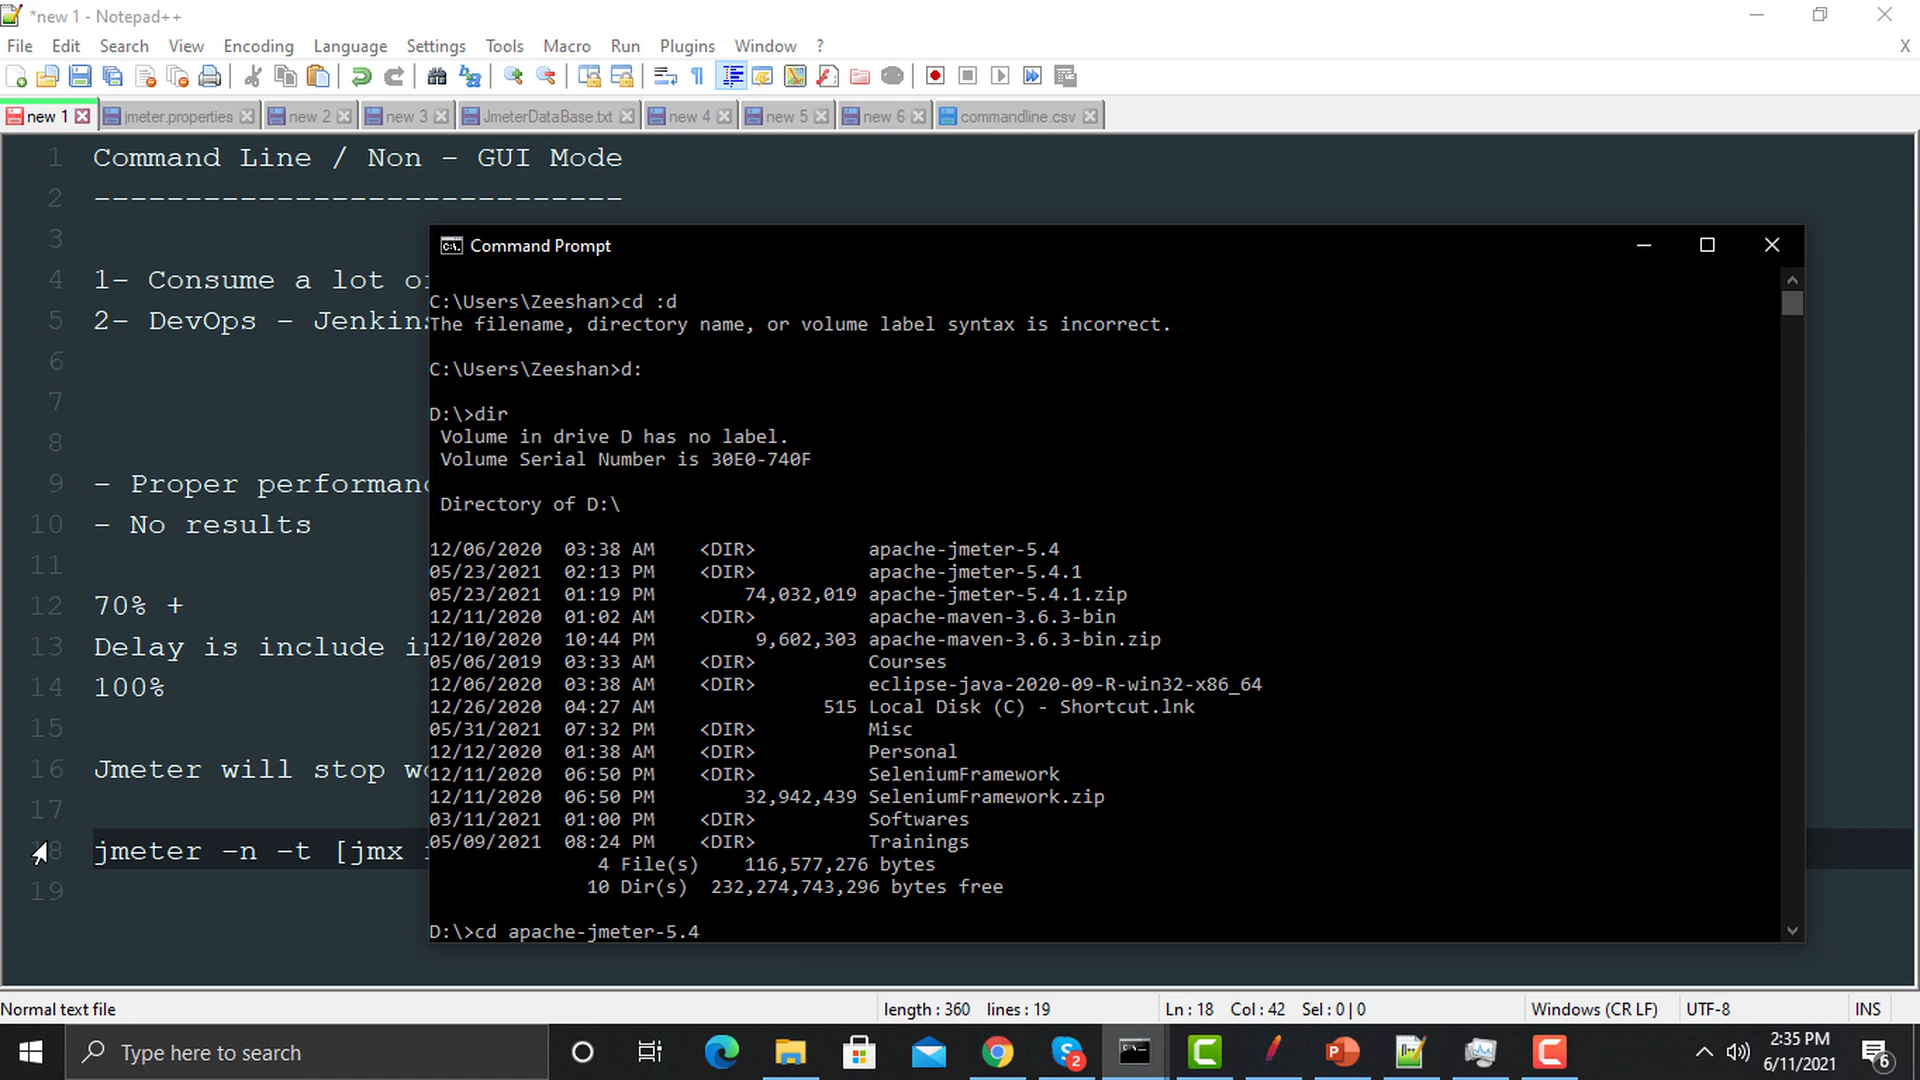 *new 1 - Notepad++
File Edit Search View Encoding Language Settings Tools Macro Run Plugins Window ? X
new 1 jmeter.properties new 2 new 3 JmeterDataBase.txt new 4 new 5 new 6 commandline.csv
1 Command Line / Non - GUI Mode
2 -----------------------------
3
4 1- Consume a lot
5 2- DevOps - Jenkins
6
7
8
9 - Proper performanc
10 - No results
11
12 70% +
13 Delay is include
14 100%
15
16 Jmeter will stop
17
jmeter -n -t [jmx
19
Command Prompt
C:\Users\Zeeshan>cd :d
The filename, directory name, or volume label syntax is incorrect.
C:\Users\Zeeshan>d:
D:\>dir
Volume in drive D has no label.
Volume Serial Number is 30E0-740F
Directory of D:\
12/06/2020 03:38 AM <DIR> apache-jmeter-5.4
05/23/2021 02:13 PM <DIR> apache-jmeter-5.4.1
05/23/2021 01:19 PM 74,032,019 apache-jmeter-5.4.1.zip
12/11/2020 01:02 AM <DIR> apache-maven-3.6.3-bin
12/10/2020 10:44 PM 9,602,303 apache-maven-3.6.3-bin.zip
05/06/2019 03:33 AM <DIR> Courses
12/06/2020 03:38 AM <DIR> eclipse-java-2020-09-R-win32-x86_64
12/26/2020 04:27 AM 515 Local Disk (C) - Shortcut.lnk
05/31/2021 07:32 PM <DIR> Misc
12/12/2020 01:38 AM <DIR> Personal
12/11/2020 06:50 PM <DIR> SeleniumFramework
12/11/2020 06:50 PM 32,942,439 SeleniumFramework.zip
03/11/2021 01:00 PM <DIR> Softwares
05/09/2021 08:24 PM <DIR> Trainings
4 File(s) 116,577,276 bytes
10 Dir(s) 232,274,743,296 bytes free
D:\>cd apache-jmeter-5.4
Normal text file length : 360 lines : 19 Ln : 18 Col : 42 Sel : 0 | 0 Windows (CR LF) UTF-8 INS
Type here to search 2 2:35 PM
6/11/2021 6